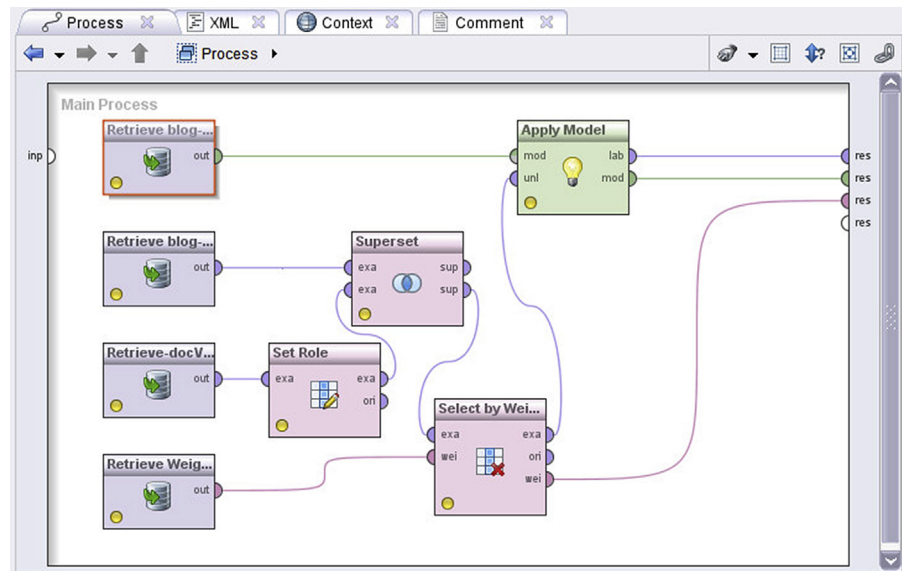 Process XML Context Comment
Process
Main Process
inp
Retrieve blog-...
out
Apply Model
mod lab
unl mod
res
res
res
res
Retrieve blog-...
out
Superset
exa sup
exa sup
Retrieve-docV...
out
Set Role
exa exa
ori
Select by Wei...
exa exa
wei ori
wei
Retrieve Weig...
out